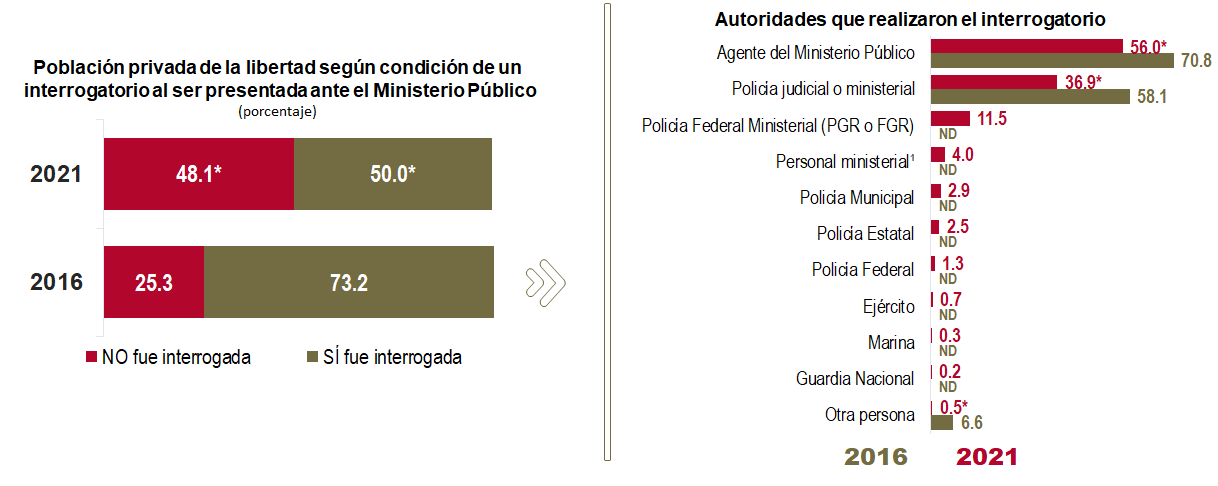 Población privada de la libertad según condición de un
interrogatorio al ser presentada ante el Ministerio Público
(porcentaje)
2021
48.1*
50.0*
2016
25.3
73.2
NO fue interrogada
SÍ fue interrogada
Autoridades que realizaron el interrogatorio
Agente del Ministerio Público
56.0*
70.8
Policía judicial o ministerial
36.9*
58.1
Policía Federal Ministerial (PGR o FGR)
11.5
ND
Personal ministerial¹
4.0
ND
Policía Municipal
2.9
ND
Policía Estatal
2.5
ND
Policía Federal
1.3
ND
Ejército
0.7
ND
Marina
0.3
ND
Guardia Nacional
0.2
ND
Otra persona
0.5*
6.6
2016
2021